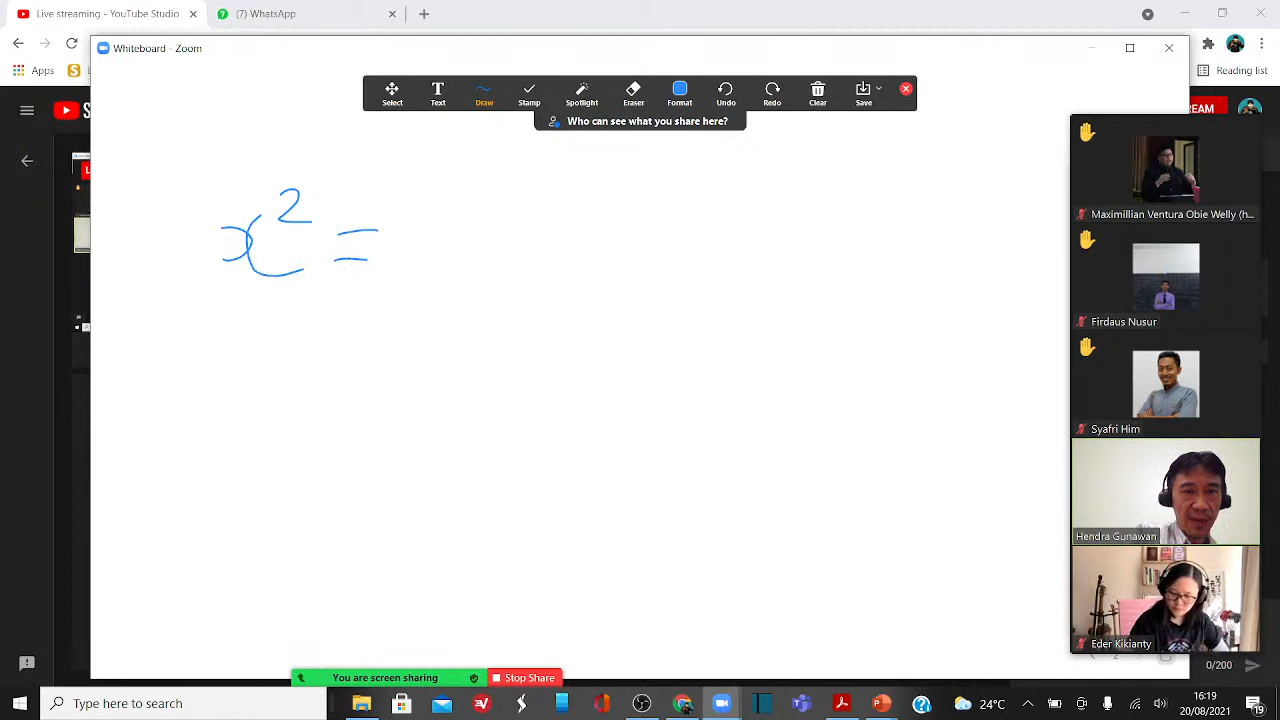 Live streaming - YouTube Studio
(7) WhatsApp
Apps
Reading list
Whiteboard - Zoom
Select
Text
Draw
Stamp
Spotlight
Eraser
Format
Undo
Redo
Clear
Save
Who can see what you share here?
x² =
Maximillian Ventura Obie Welly (h...
Firdaus Nusur
Syafri Him
Hendra Gunawan
Eder Kikianty
0/200
You are screen sharing
Stop Share
Type here to search
24°C
16:19
20/08/2021
19